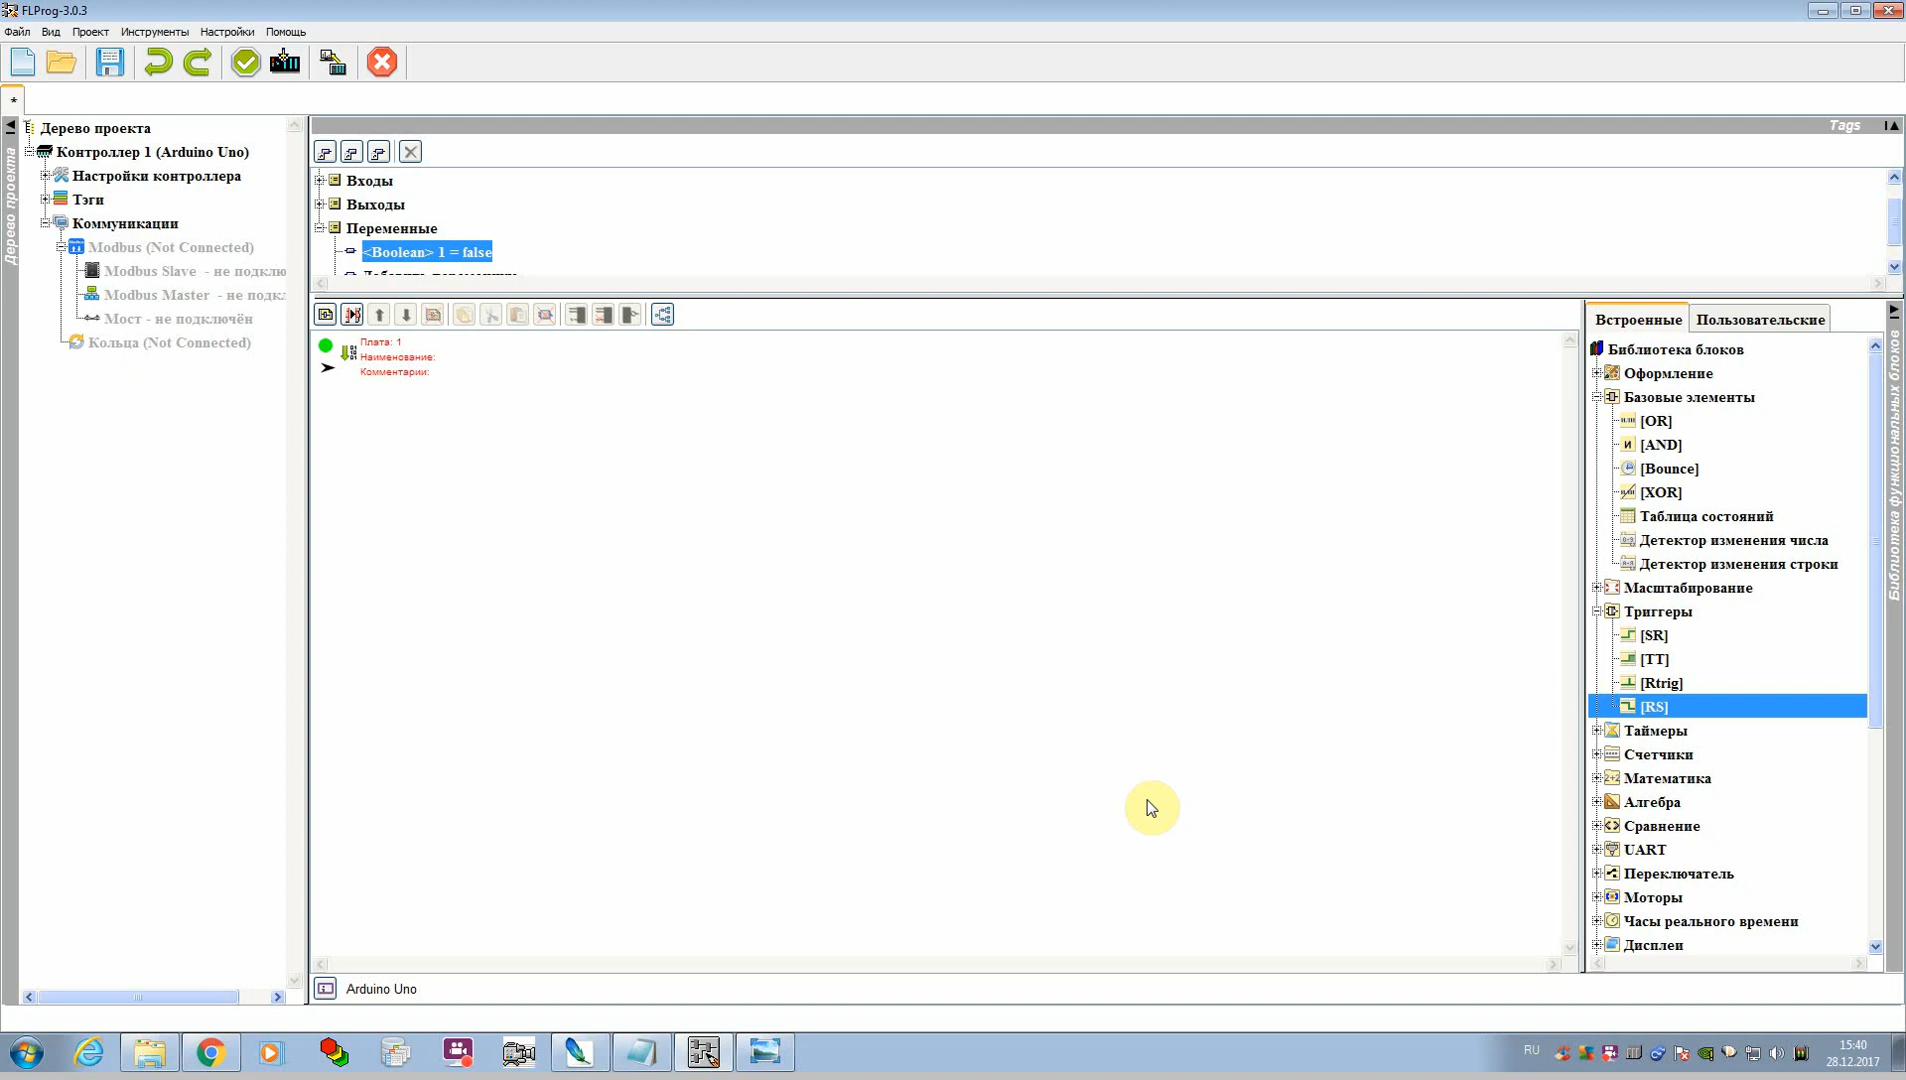 FLProg-3.0.3
Файл Вид Проект Инструменты Настройки Помощь
*
Дерево проекта
Дерево проекта
Контроллер 1 (Arduino Uno)
Настройки контроллера
Тэги
Коммуникации
Modbus (Not Connected)
Modbus Slave - не подклю
Modbus Master - не подк
Мост - не подключён
Кольца (Not Connected)
Tags
Входы
Выходы
Переменные
<Boolean> 1 = false
Плата: 1
Наименование:
Комментарии:
Arduino Uno
Встроенные Пользовательские
Библиотека блоков
Оформление
Базовые элементы
[OR]
[AND]
[Bounce]
[XOR]
Таблица состояний
Детектор изменения числа
Детектор изменения строки
Масштабирование
Триггеры
[SR]
[TT]
[Rtrig]
[RS]
Таймеры
Счетчики
Математика
Алгебра
Сравнение
UART
Переключатель
Моторы
Часы реального времени
Дисплеи
Библиотека функциональных блоков
RU
15:40
28.12.2017